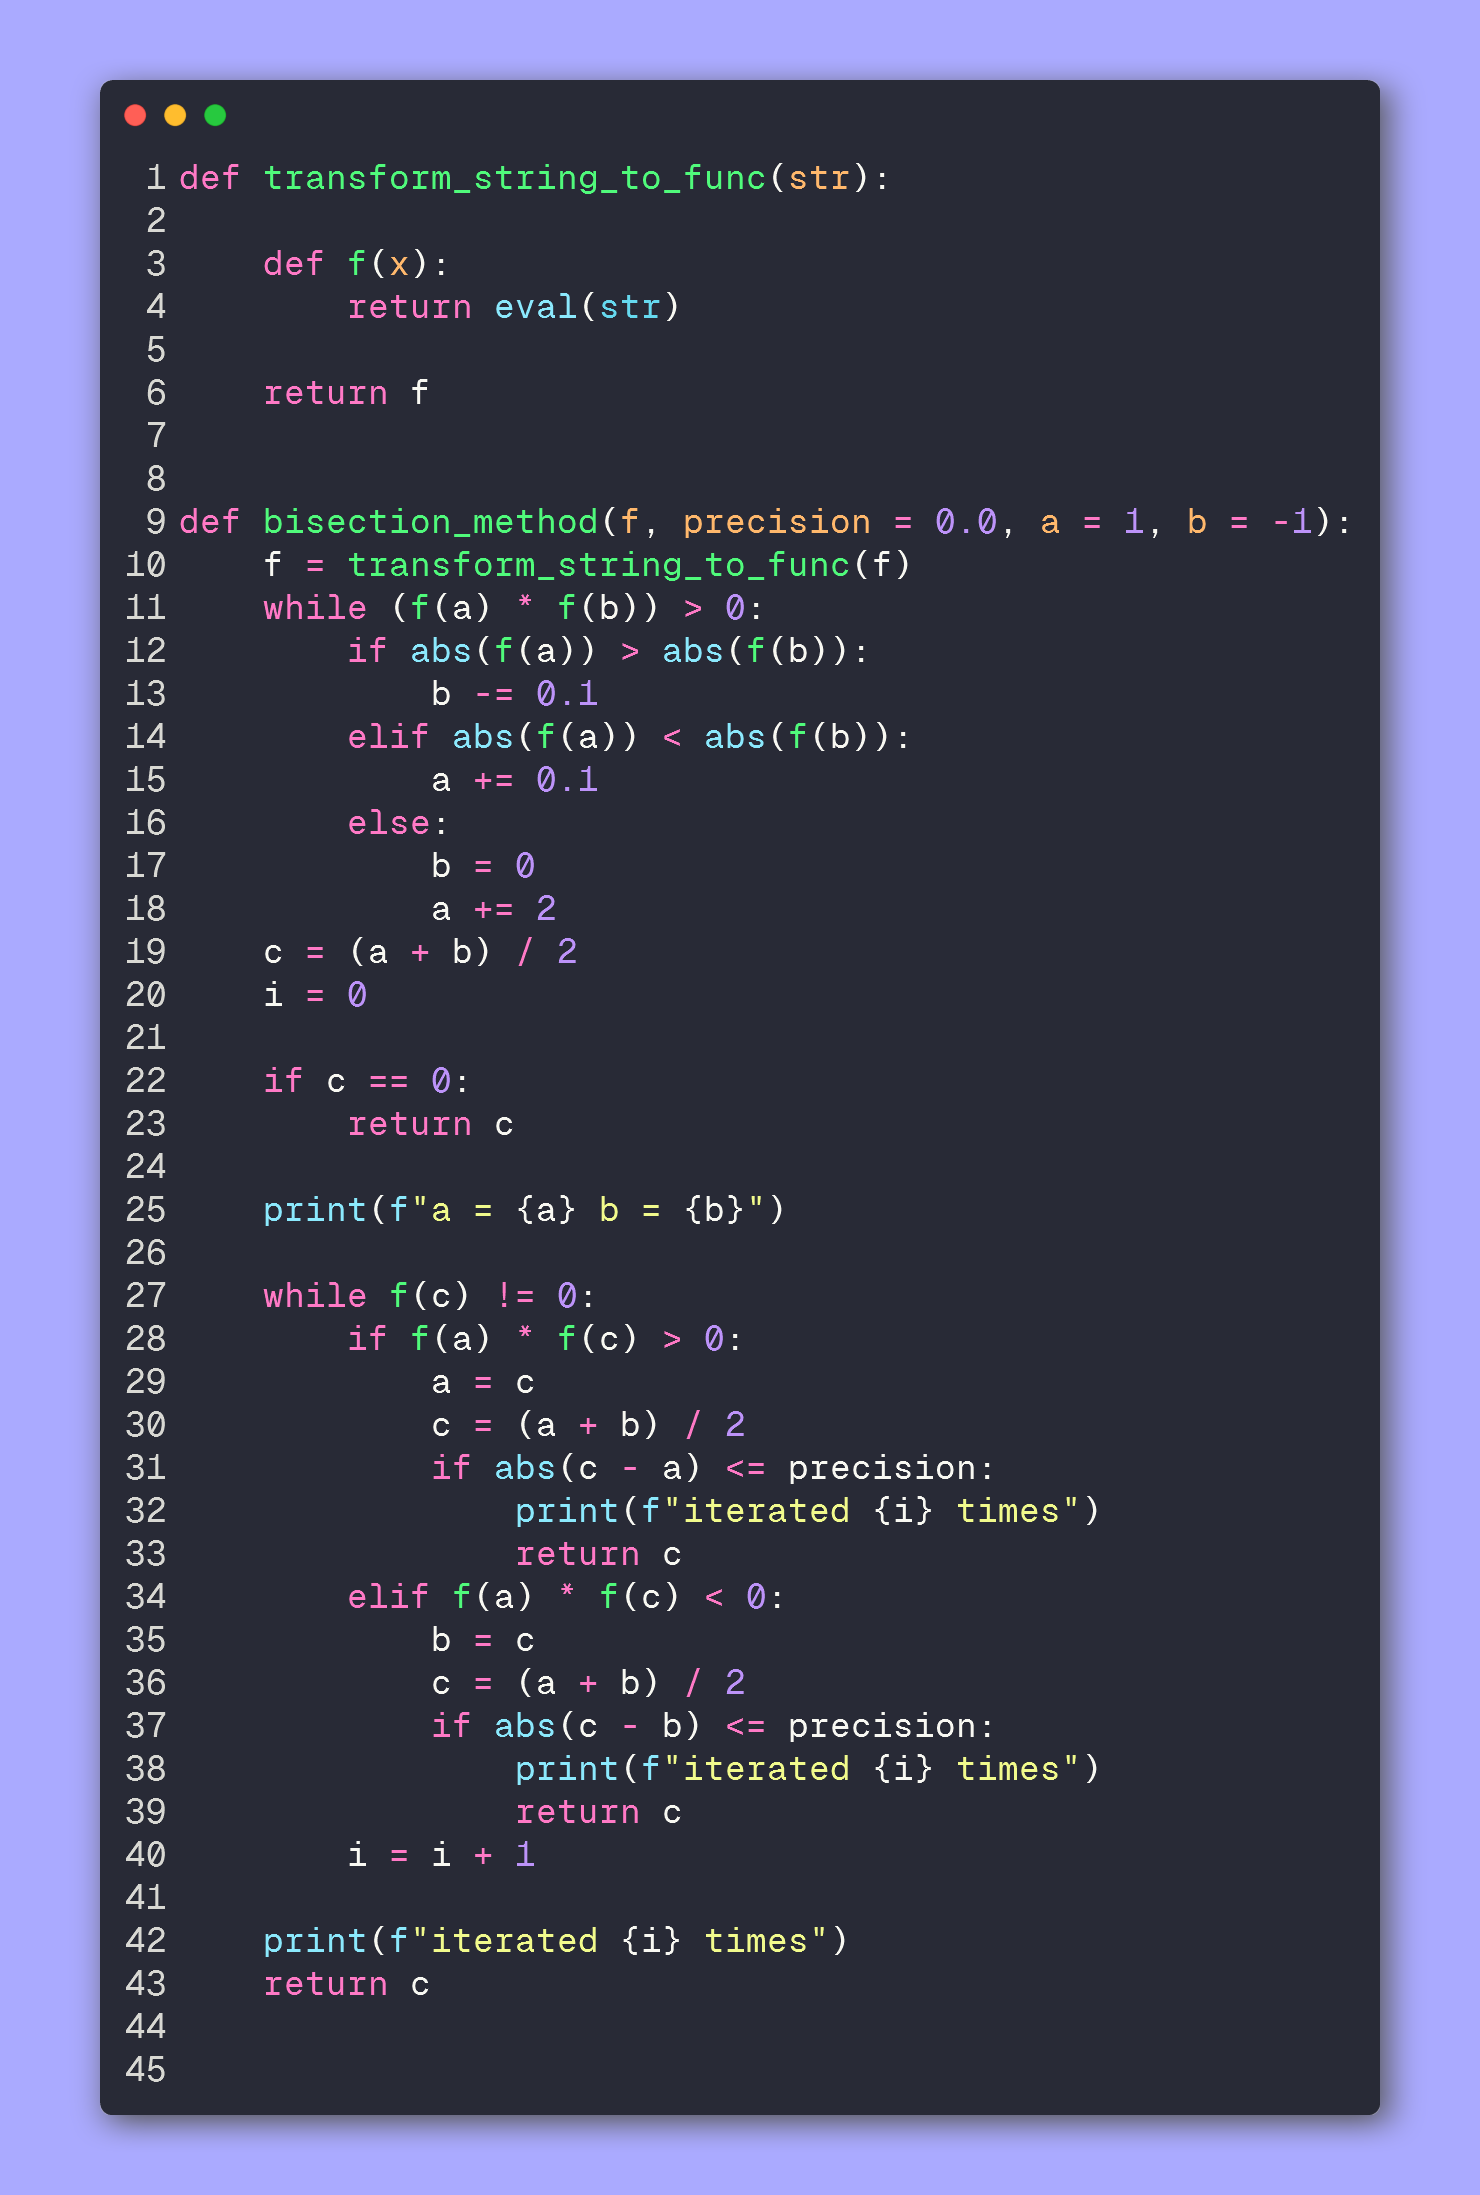 1 def transform_string_to_func(str):
2
3     def f(x):
4         return eval(str)
5
6     return f
7
8
9 def bisection_method(f, precision = 0.0, a = 1, b = -1):
10     f = transform_string_to_func(f)
11     while (f(a) * f(b)) > 0:
12         if abs(f(a)) > abs(f(b)):
13             b -= 0.1
14         elif abs(f(a)) < abs(f(b)):
15             a += 0.1
16         else:
17             b = 0
18             a += 2
19     c = (a + b) / 2
20     i = 0
21
22     if c == 0:
23         return c
24
25     print(f"a = {a} b = {b}")
26
27     while f(c) != 0:
28         if f(a) * f(c) > 0:
29             a = c
30             c = (a + b) / 2
31             if abs(c - a) <= precision:
32                 print(f"iterated {i} times")
33                 return c
34         elif f(a) * f(c) < 0:
35             b = c
36             c = (a + b) / 2
37             if abs(c - b) <= precision:
38                 print(f"iterated {i} times")
39                 return c
40         i = i + 1
41
42     print(f"iterated {i} times")
43     return c
44
45